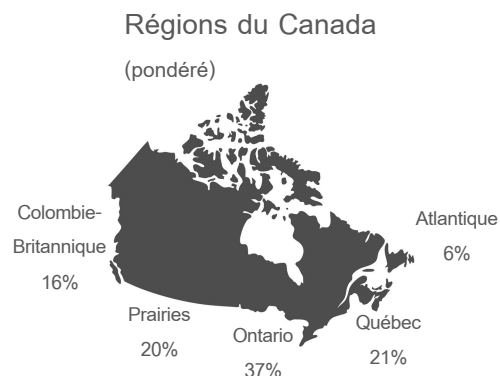 Régions du Canada
(pondéré)
Colombie-
Britannique
16%
Prairies
20%
Ontario
37%
Québec
21%
Atlantique
6%